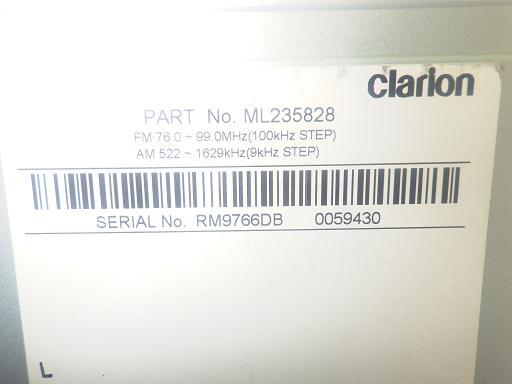 clarion
PART No. ML235828
FM 76.0 ~ 99.0MHz(100kHz STEP)
AM 522 ~ 1629kHz(9kHz STEP)
SERIAL No. RM9766DB 0059430
L